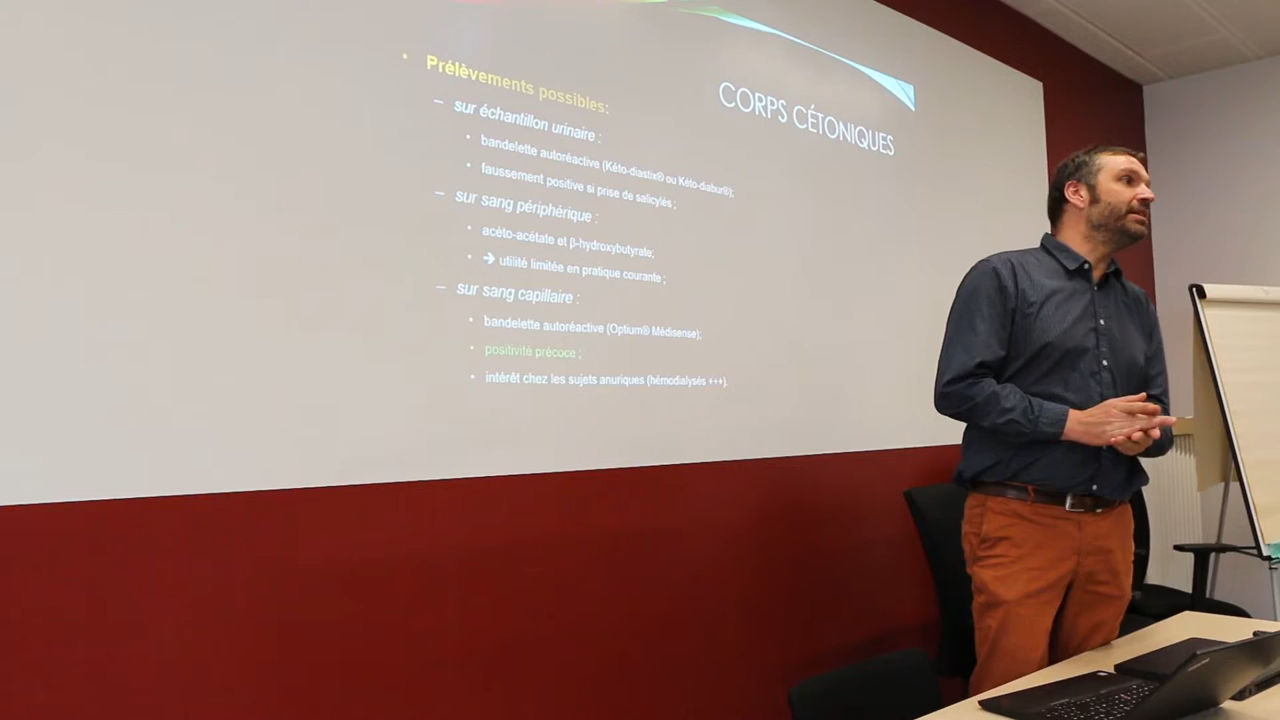 CORPS CÉTONIQUES
• Prélèvements possibles:
– sur échantillon urinaire :
• bandelette autoréactive (Kéto-diastix® ou Kéto-diabur®);
• faussement positive si prise de salicylés ;
– sur sang périphérique :
• acéto-acétate et β-hydroxybutyrate;
• ➔ utilité limitée en pratique courante ;
– sur sang capillaire :
• bandelette autoréactive (Optium® Médisense);
• positivité précoce ;
• intérêt chez les sujets anuriques (hémodialysés +++).